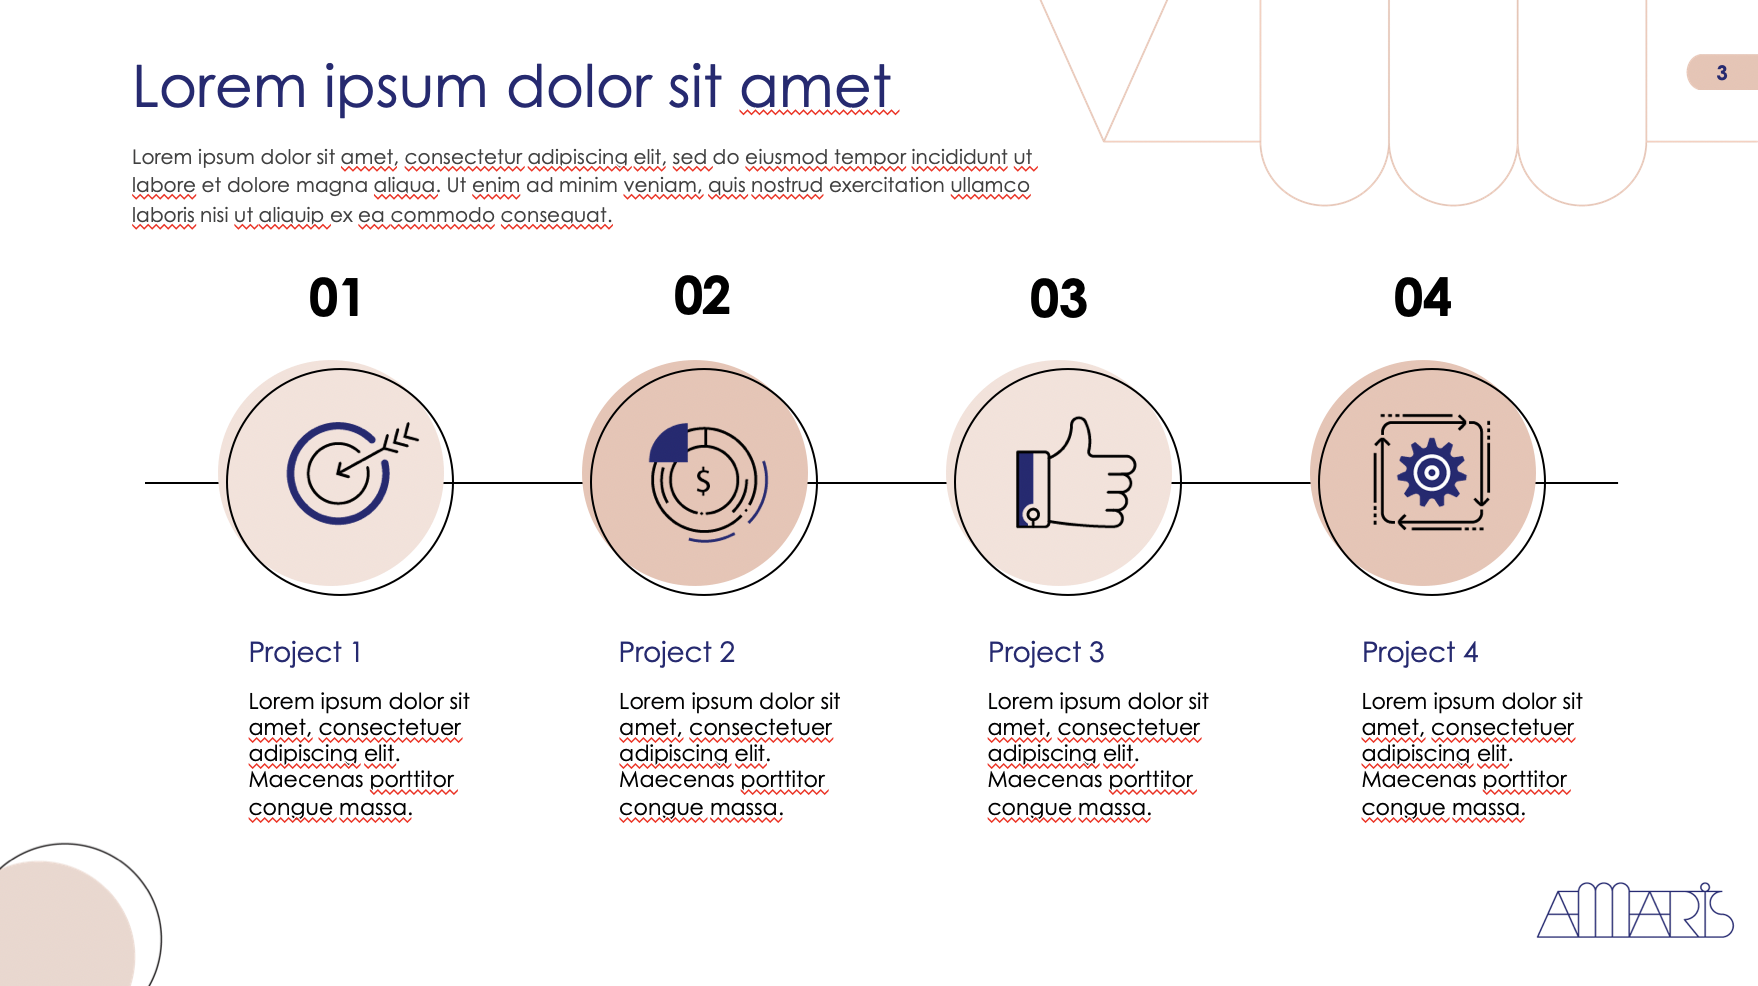 3
Lorem ipsum dolor sit amet
Lorem ipsum dolor sit amet, consectetur adipiscing elit, sed do eiusmod tempor incididunt ut
labore et dolore magna aliqua. Ut enim ad minim veniam, quis nostrud exercitation ullamco
laboris nisi ut aliquip ex ea commodo consequat.
01
02
03
04
$
Project 1
Lorem ipsum dolor sit
amet, consectetuer
adipiscing elit.
Maecenas porttitor
congue massa.
Project 2
Lorem ipsum dolor sit
amet, consectetuer
adipiscing elit.
Maecenas porttitor
congue massa.
Project 3
Lorem ipsum dolor sit
amet, consectetuer
adipiscing elit.
Maecenas porttitor
congue massa.
Project 4
Lorem ipsum dolor sit
amet, consectetuer
adipiscing elit.
Maecenas porttitor
congue massa.
AMARIS